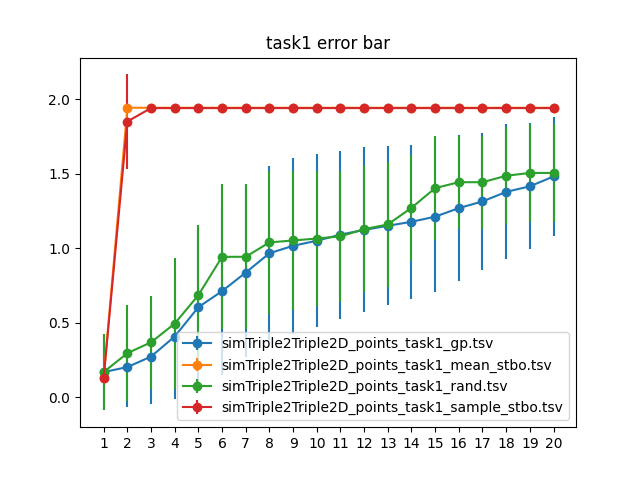 task1 error bar
2.0
1.5
1.0
0.5
0.0
simTriple2Triple2D_points_task1_gp.tsv
simTriple2Triple2D_points_task1_mean_stbo.tsv
simTriple2Triple2D_points_task1_rand.tsv
simTriple2Triple2D_points_task1_sample_stbo.tsv
1 2 3 4 5 6 7 8 9 10 11 12 13 14 15 16 17 18 19 20